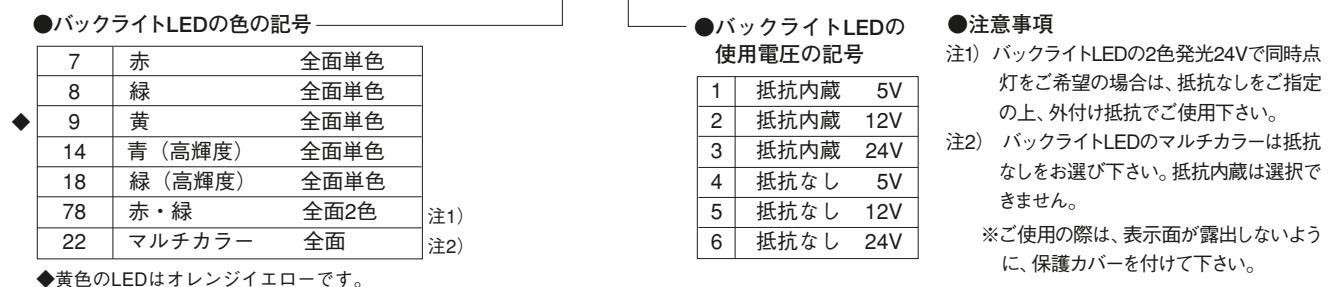 ●バックライトLEDの色の記号
7 赤 全面単色
8 緑 全面単色
◆ 9 黄 全面単色
14 青（高輝度） 全面単色
18 緑（高輝度） 全面単色
78 赤・緑 全面2色 注1）
22 マルチカラー 全面 注2）
◆黄色のLEDはオレンジイエローです。
●バックライトLEDの
使用電圧の記号
1 抵抗内蔵 5V
2 抵抗内蔵 12V
3 抵抗内蔵 24V
4 抵抗なし 5V
5 抵抗なし 12V
6 抵抗なし 24V
●注意事項
注1） バックライトLEDの2色発光24Vで同時点
灯をご希望の場合は、抵抗なしをご指定
の上、外付け抵抗でご使用下さい。
注2） バックライトLEDのマルチカラーは抵抗
なしをお選び下さい。抵抗内蔵は選択で
きません。
※ご使用の際は、表示面が露出しないよう
に、保護カバーを付けて下さい。